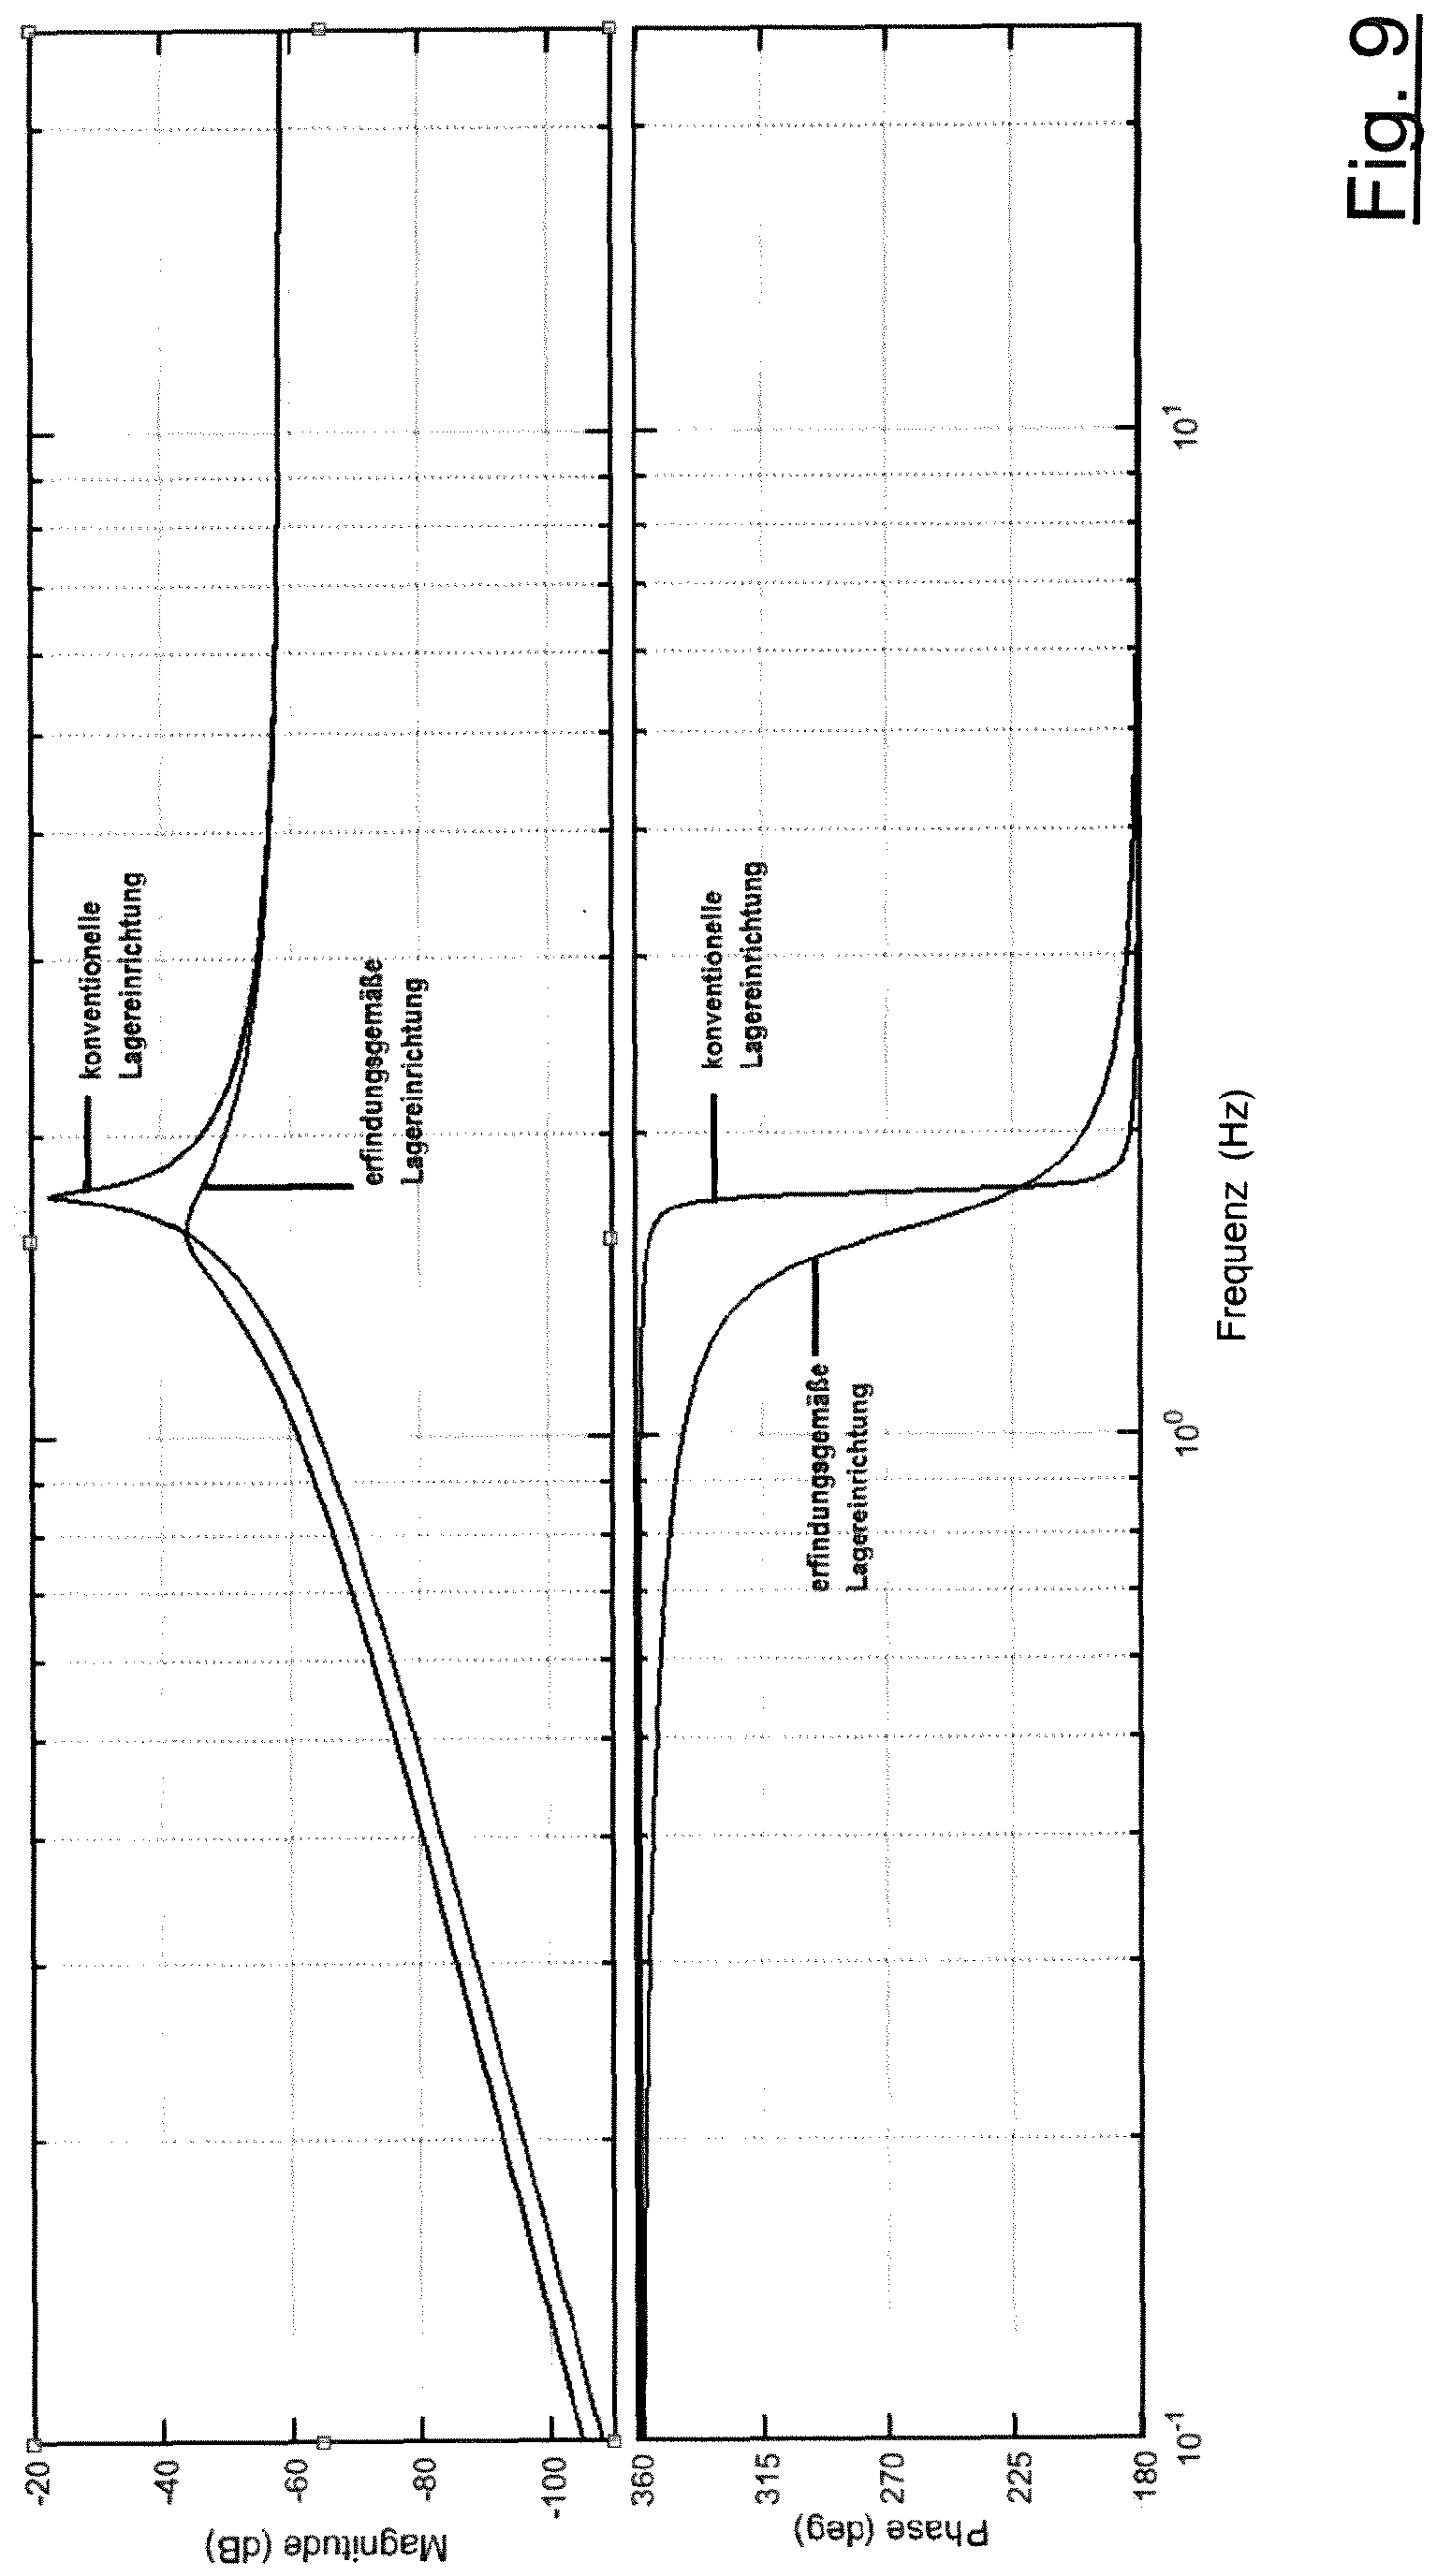 Magnitude (dB)
-20
-40
-60
-80
-100
konventionelle
Lagereinrichtung
erfindungsgemäße
Lagereinrichtung
Phase (deg)
360
315
270
225
180
konventionelle
Lagereinrichtung
erfindungsgemäße
Lagereinrichtung
10⁻¹
10⁰
10¹
Frequenz (Hz)
Fig. 9